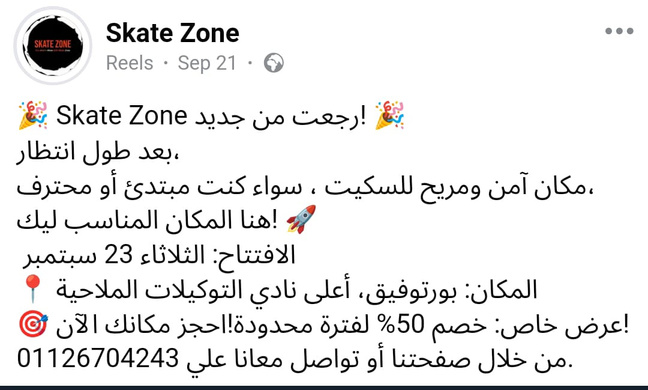 SKATE ZONE
Skate Zone
Reels · Sep 21 ·
🎉 Skate Zone رجعت من جديد! 🎉
بعد طول انتظار،
مكان آمن ومريح للسكيت ، سواء كنت مبتدئ أو محترف،
هنا المكان المناسب ليك! 🚀
الافتتاح: الثلاثاء 23 سبتمبر
📍 المكان: بورتوفيق، أعلى نادي التوكيلات الملاحية
🎯 عرض خاص: خصم 50% لفترة محدودة!احجز مكانك الآن!
من خلال صفحتنا أو تواصل معانا علي 01126704243.